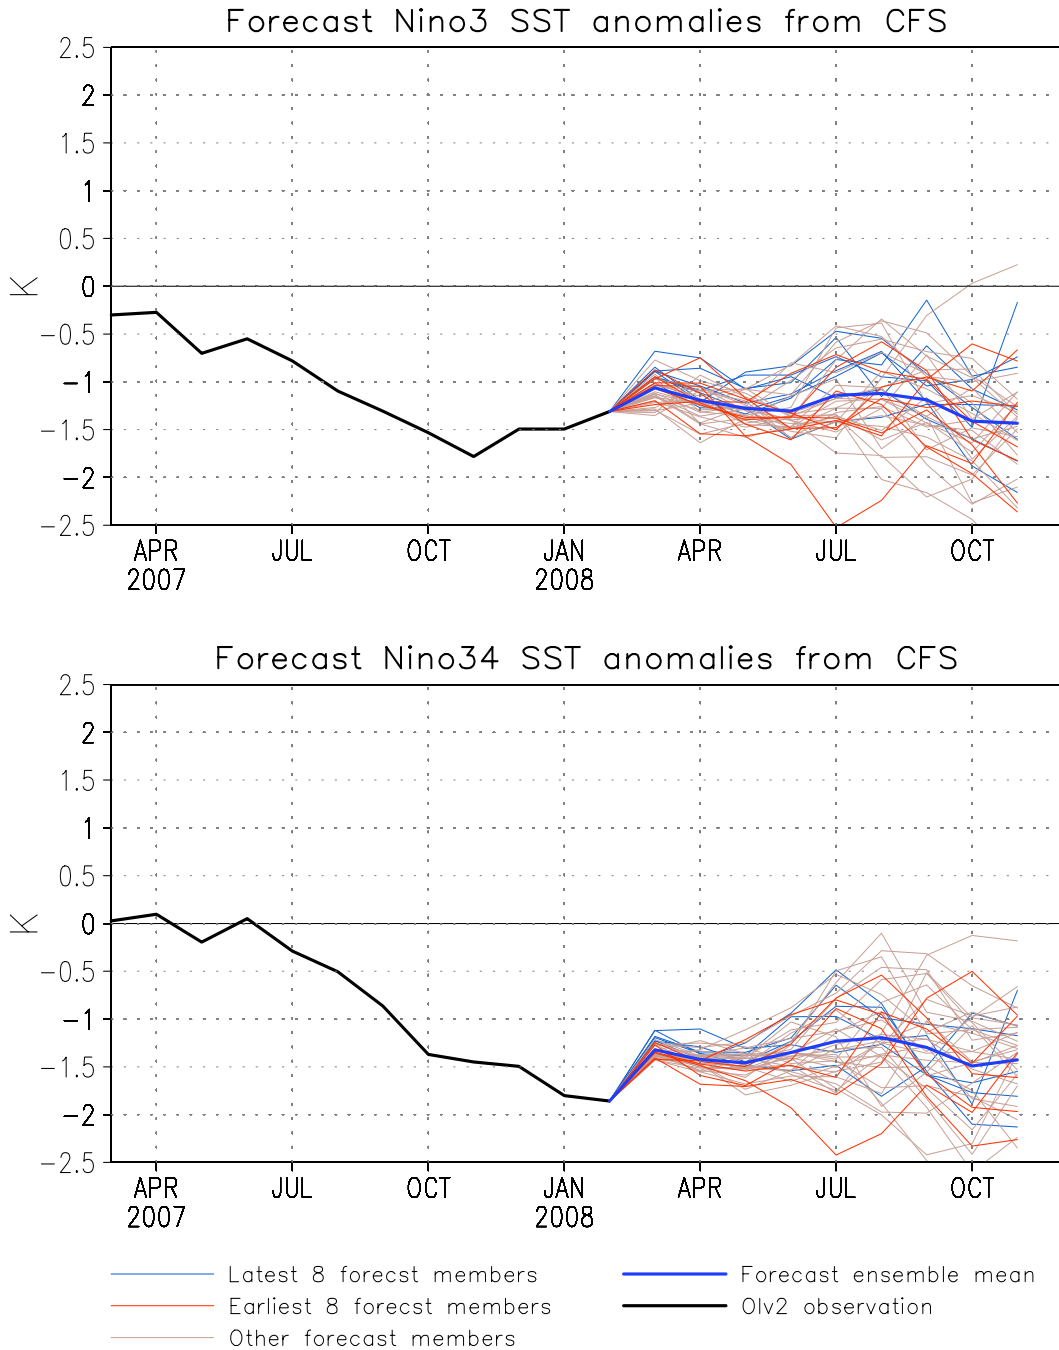 Forecast Nino3 SST anomalies from CFS
2.5
2
1.5
1
0.5
0
-0.5
-1
-1.5
-2
-2.5
K
APR JUL OCT JAN APR JUL OCT
2007 2008
Forecast Nino34 SST anomalies from CFS
2.5
2
1.5
1
0.5
0
-0.5
-1
-1.5
-2
-2.5
K
APR JUL OCT JAN APR JUL OCT
2007 2008
Latest 8 forecst members
Earliest 8 forecst members
Other forecast members
Forecast ensemble mean
OIv2 observation